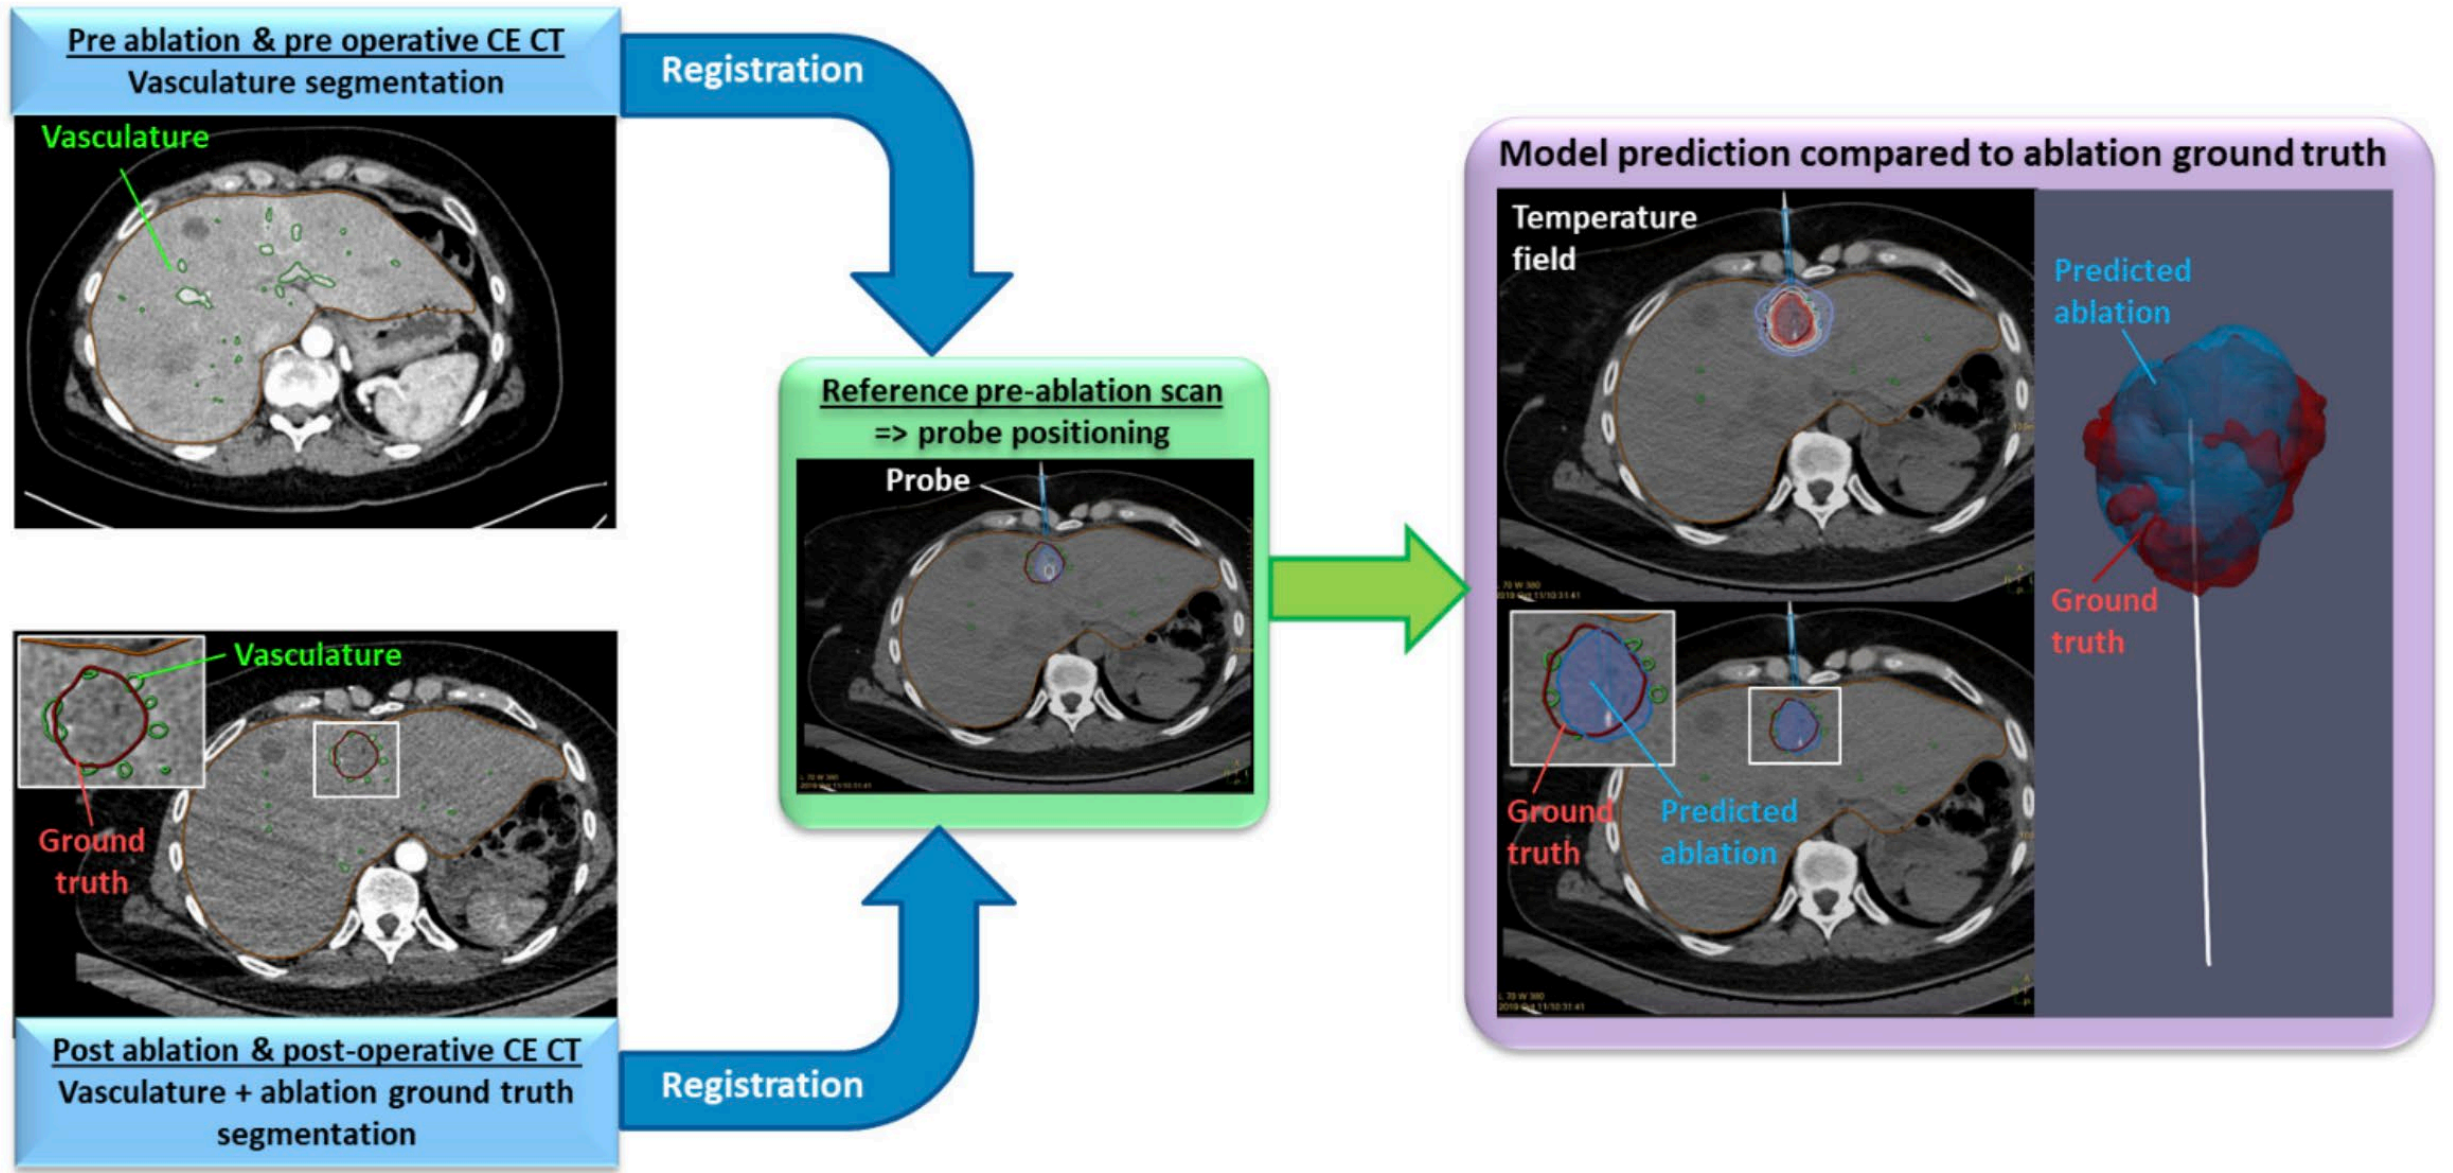 Pre ablation & pre operative CE CT
Vasculature segmentation
Vasculature
Registration
Reference pre-ablation scan
=> probe positioning
Probe
Vasculature
Ground
truth
Post ablation & post-operative CE CT
Vasculature + ablation ground truth
segmentation
Registration
Model prediction compared to ablation ground truth
Temperature
field
Predicted
ablation
Ground
truth
Ground
truth
Predicted
ablation